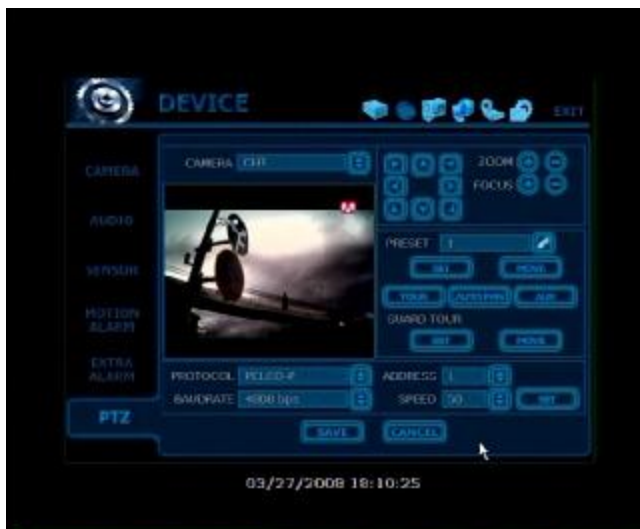 DEVICE
EXIT
CAMERA
AUDIO
SENSOR
MOTION
ALARM
EXTRA
ALARM
PTZ
CAMERA CH1
ZOOM
FOCUS
PRESET 1
SET MOVE
TOUR AUTO PAN AUX
GUARD TOUR
SET MOVE
PROTOCOL PELCO-P
ADDRESS 1
BAUDRATE 4800 bps
SPEED 50 SET
SAVE CANCEL
03/27/2008 18:10:25